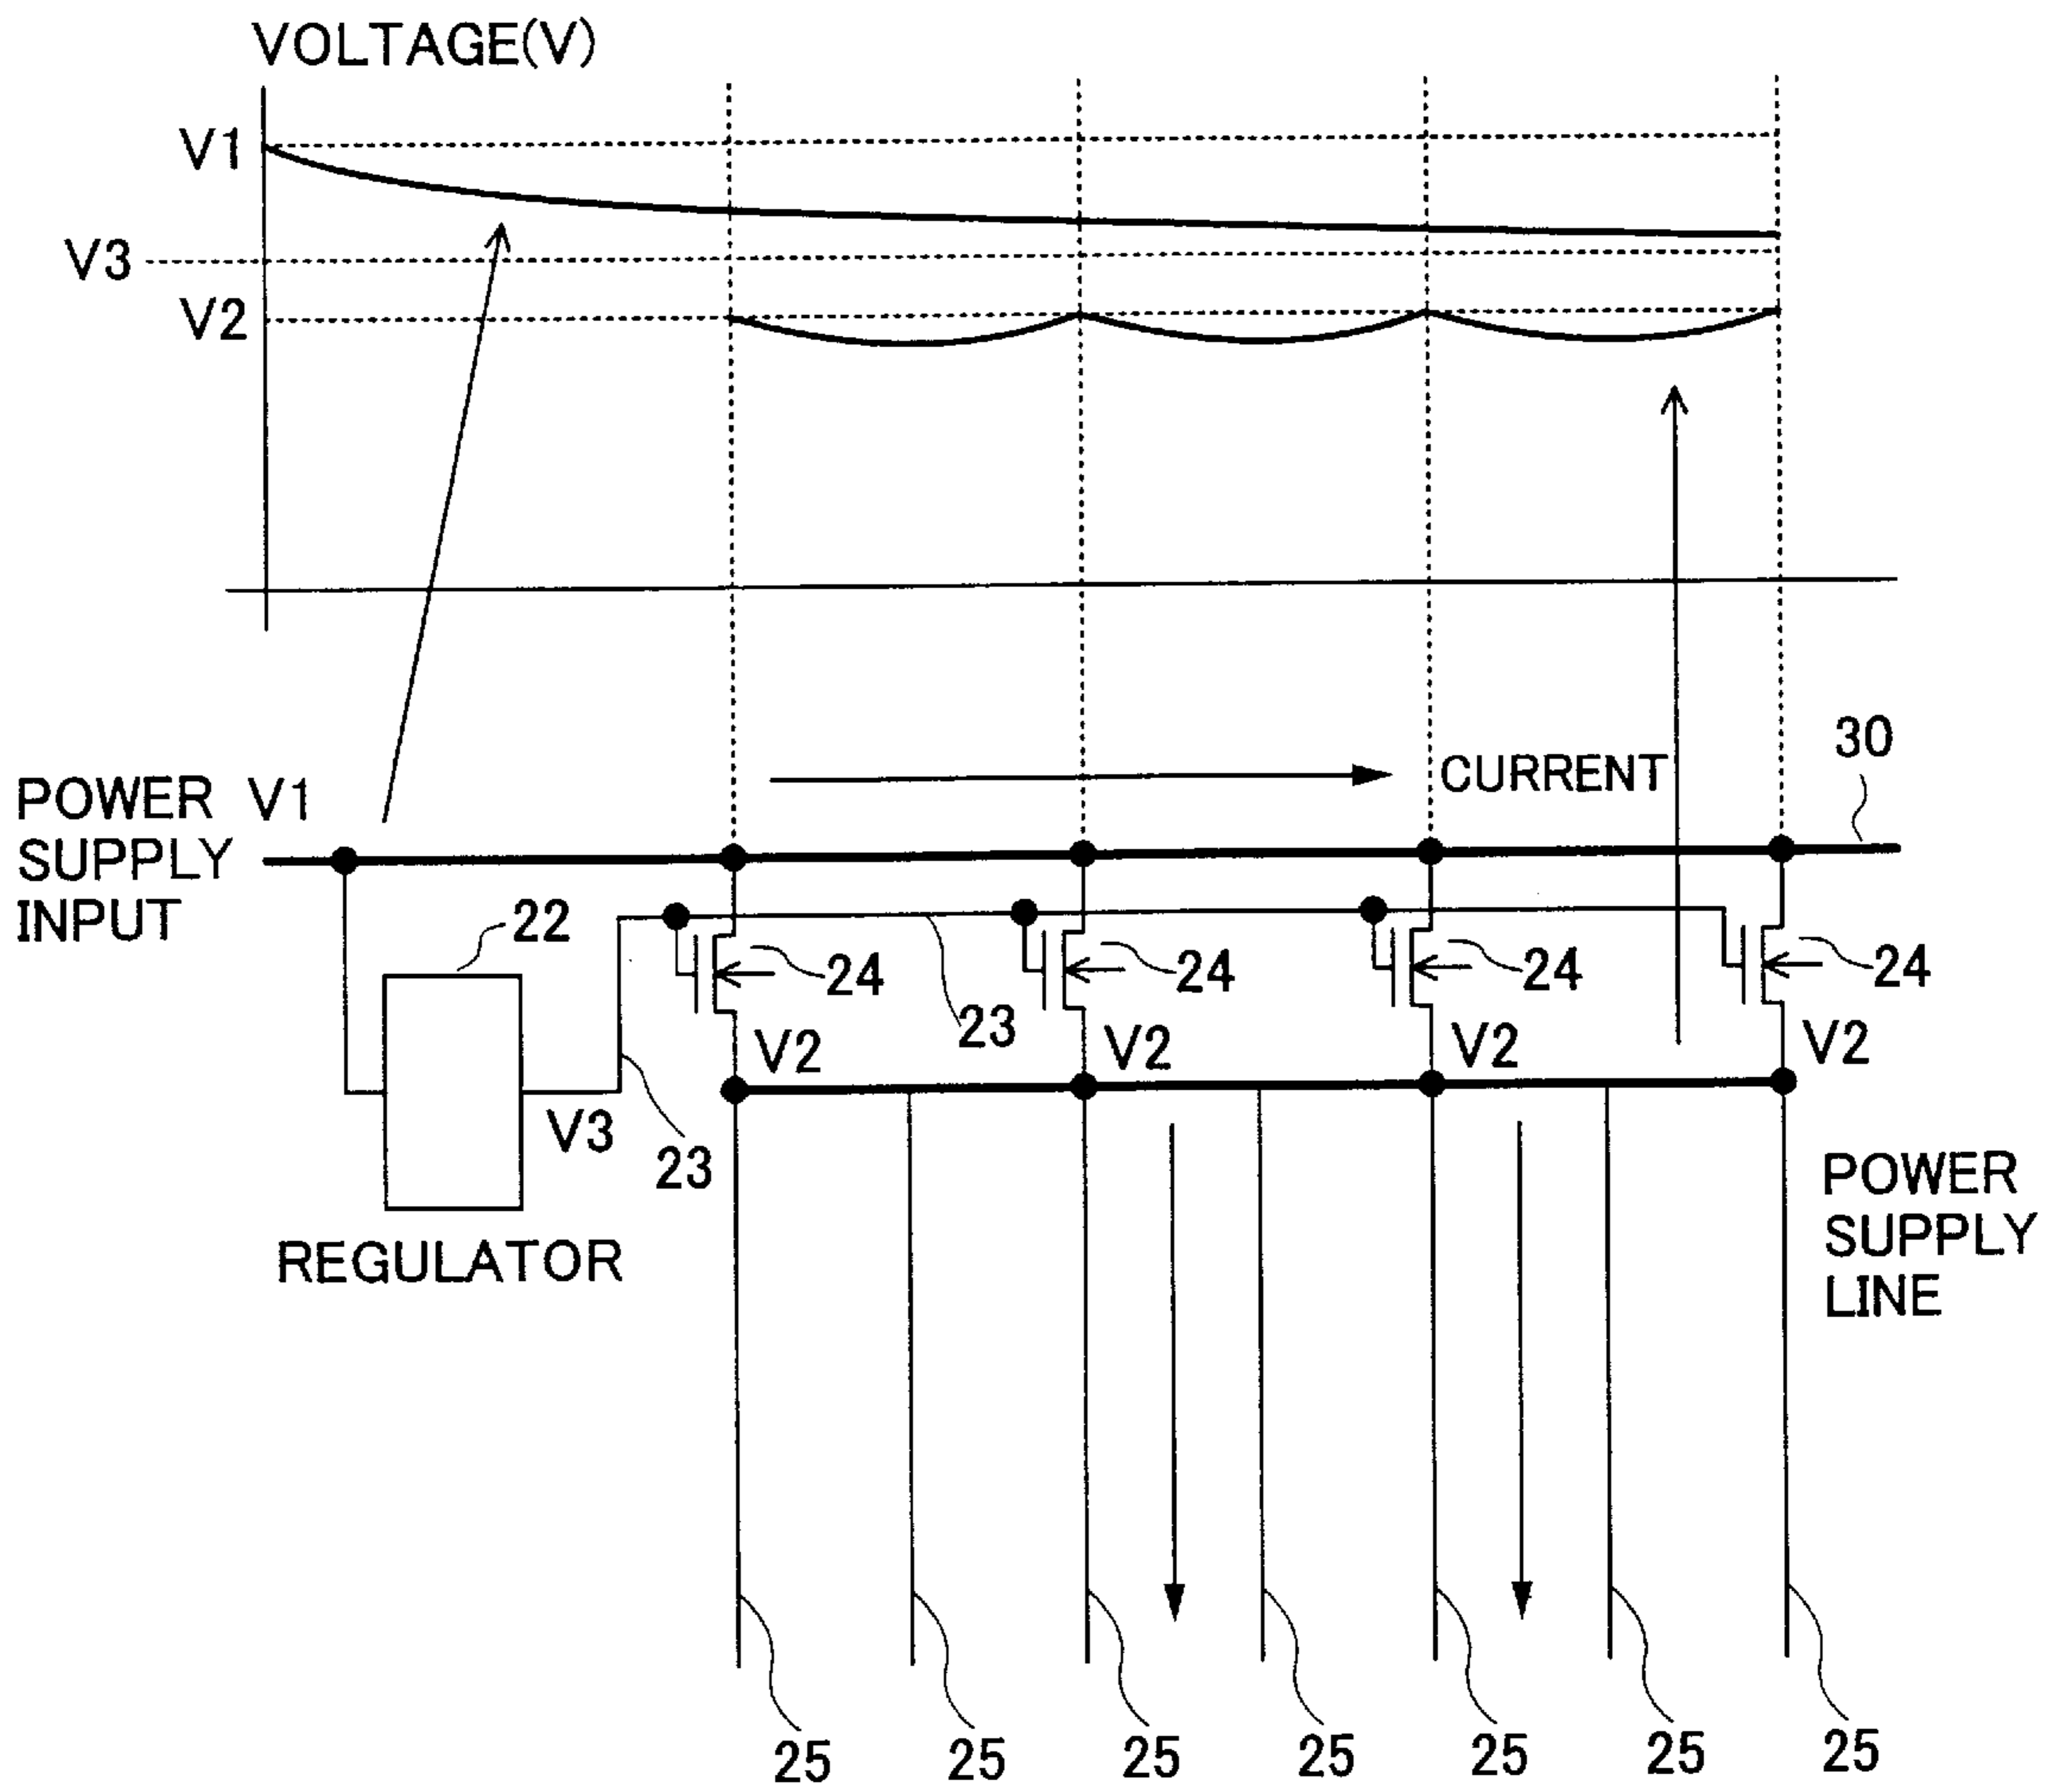 VOLTAGE(V)
V1
V3
V2
30
CURRENT
POWER
SUPPLY
INPUT
V1
22
24
24
24
24
23
V2
V2
V2
V2
V3
23
REGULATOR
POWER
SUPPLY
LINE
25
25
25
25
25
25
25